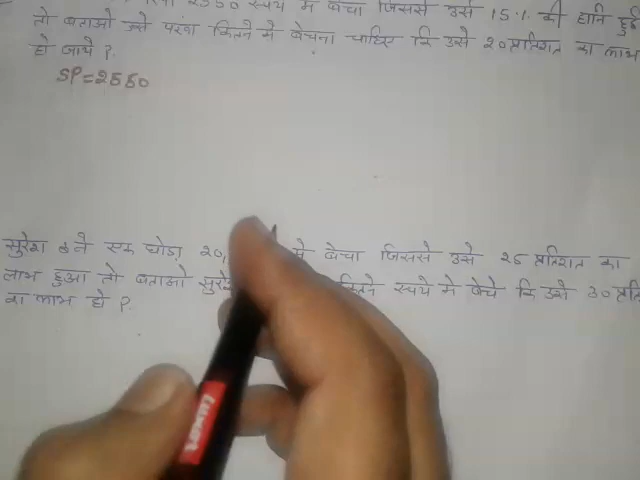 2550 रुपये में बेचा जिससे उसे 15% की हानि हुई
तो बताओ उसे पंखा कितने में बेचना चाहिए कि उसे 20 प्रतिशत का लाभ
हो जाये ?
SP=2550
सुरेश ने एक घोड़ा 20, में बेचा जिससे उसे 25 प्रतिशत का
लाभ हुआ तो बताओ सुरेश कितने रुपये में बेचे कि उसे 30 प्रति
का लाभ हो ?
Luxor